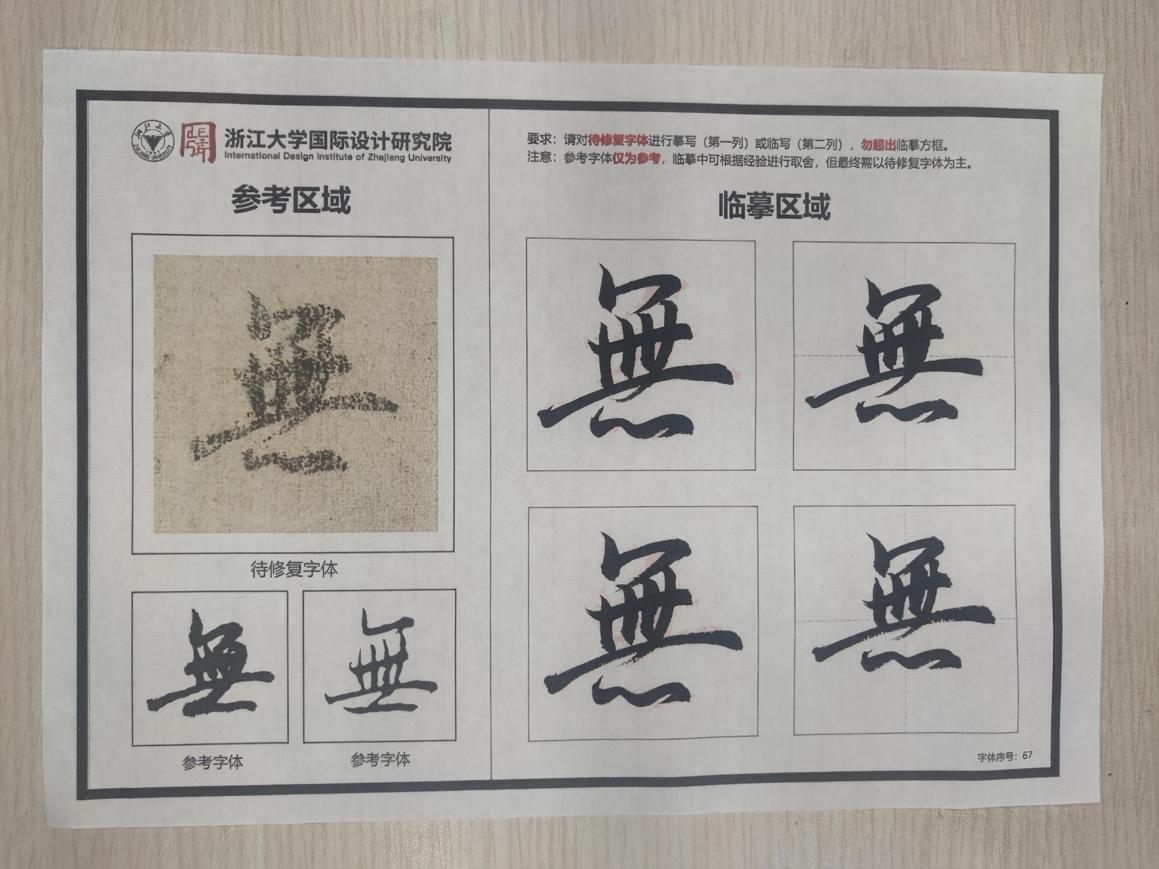 浙江大学国际设计研究院
International Design Institute of Zhejiang University
参考区域
無
待修复字体
無
無
参考字体
参考字体
要求：请对待修复字体进行摹写（第一列）或临写（第二列），勿超出临摹方框。
注意：参考字体仅为参考，临摹中可根据经验进行取舍，但最终需以待修复字体为主。
临摹区域
無
無
無
無
字体序号：67